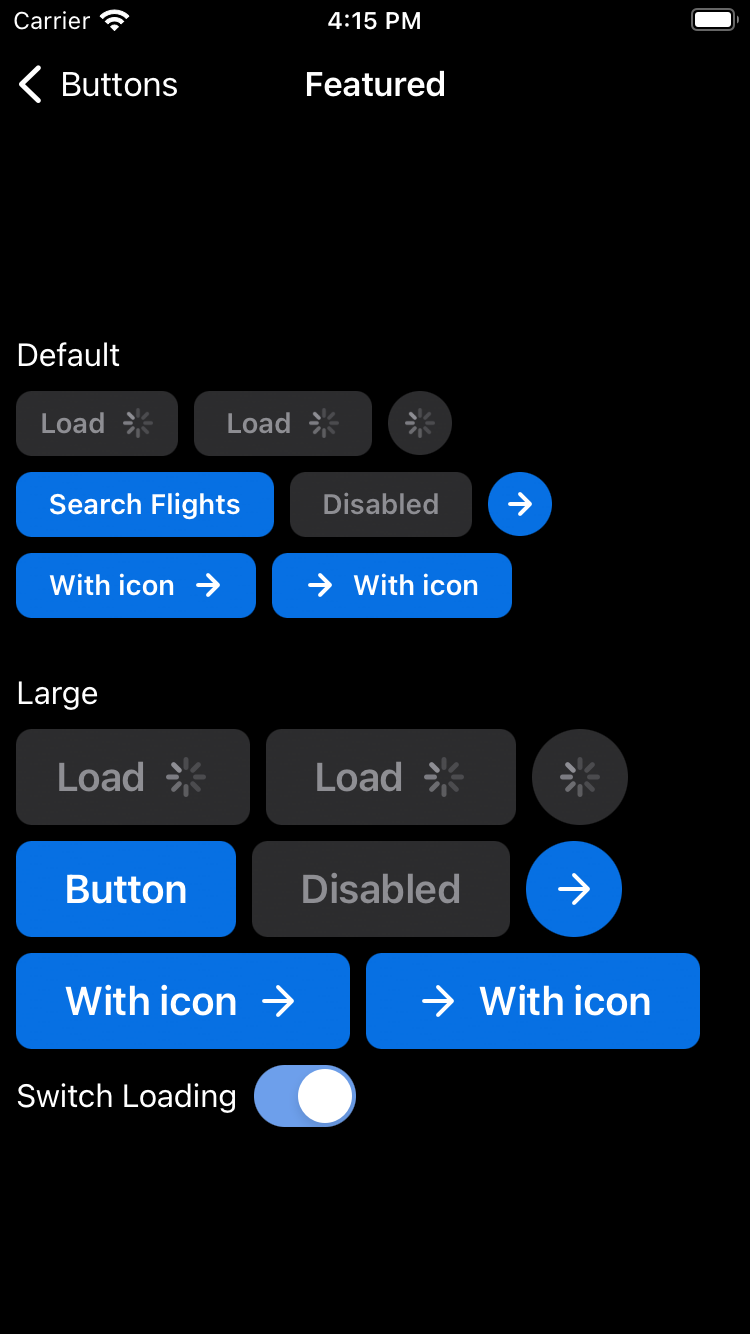 Carrier 4:15 PM
Buttons Featured
Default
Load Load
Search Flights Disabled
With icon With icon
Large
Load Load
Button Disabled
With icon With icon
Switch Loading